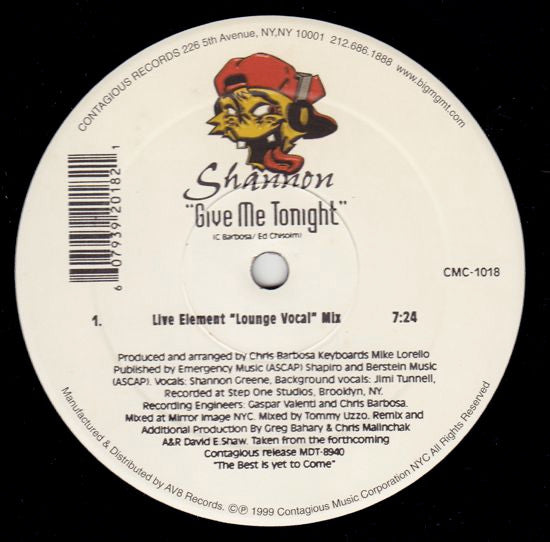 CONTAGIOUS RECORDS 226 5th Avenue, NY,NY 10001 212.686.1888 www.bigmgmt.com
Shannon
"Give Me Tonight"
(C Barbosa/ Ed Chisolm)
6 07939 20182 1
CMC-1018
1. Live Element "Lounge Vocal" Mix 7:24
Produced and arranged by Chris Barbosa Keyboards Mike Lorello
Published by Emergency Music (ASCAP) Shapiro and Berstein Music
(ASCAP). Vocals: Shannon Greene, Background vocals: Jimi Tunnell,
Recorded at Step One Studios, Brooklyn, NY.
Recording Engineers: Gaspar Valenti and Chris Barbosa.
Mixed at Mirror Image NYC. Mixed by Tommy Uzzo. Remix and
Additional Production By Greg Bahary & Chris Malinchak
A&R David E.Shaw. Taken from the forthcoming
Contagious release MDT-8940
"The Best is yet to Come"
Manufactured & Distributed by AV8 Records. ©℗ 1999 Contagious Music Corporation NYC All Rights Reserved.